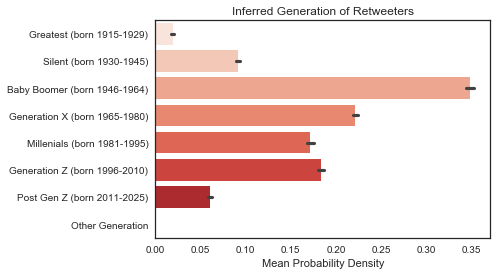 Inferred Generation of Retweeters
Greatest (born 1915-1929)
Silent (born 1930-1945)
Baby Boomer (born 1946-1964)
Generation X (born 1965-1980)
Millenials (born 1981-1995)
Generation Z (born 1996-2010)
Post Gen Z (born 2011-2025)
Other Generation
0.00 0.05 0.10 0.15 0.20 0.25 0.30 0.35
Mean Probability Density